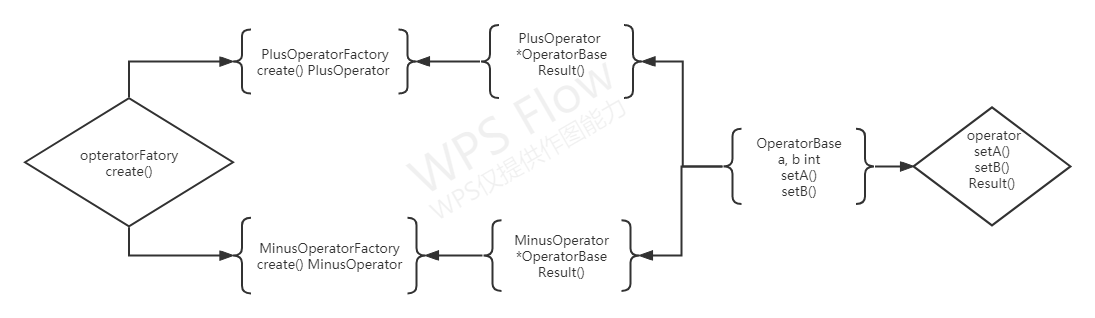 PlusOperatorFactory
create() PlusOperator
PlusOperator
*OperatorBase
Result()
opteratorFatory
create()
OperatorBase
a, b int
setA()
setB()
operator
setA()
setB()
Result()
MinusOperatorFactory
create() MinusOperator
MinusOperator
*OperatorBase
Result()
WPS Flow
WPS仅提供作图能力